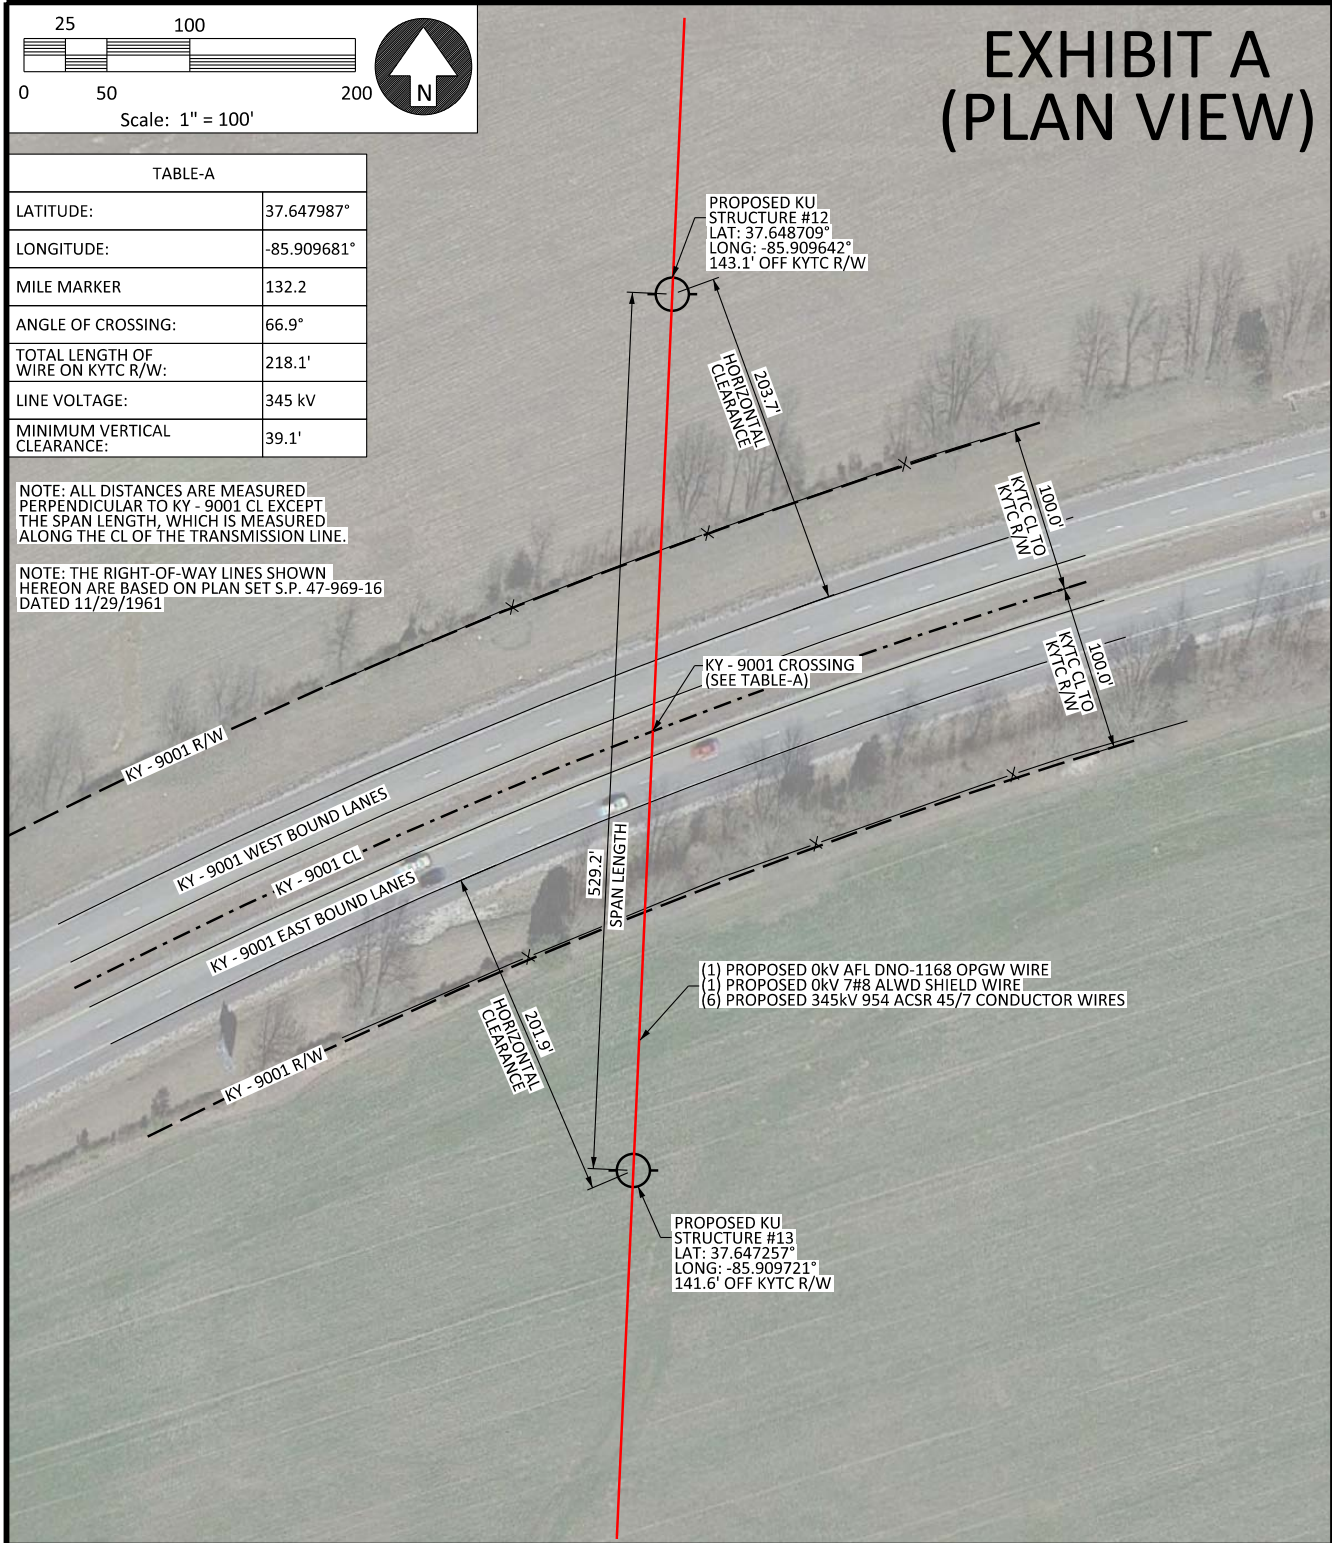 EXHIBIT A
(PLAN VIEW)
25 100
0 50 200
N
Scale: 1" = 100'
TABLE-A
LATITUDE: 37.647987°
LONGITUDE: -85.909681°
MILE MARKER 132.2
ANGLE OF CROSSING: 66.9°
TOTAL LENGTH OF
WIRE ON KYTC R/W: 218.1'
LINE VOLTAGE: 345 kV
MINIMUM VERTICAL
CLEARANCE: 39.1'
NOTE: ALL DISTANCES ARE MEASURED
PERPENDICULAR TO KY - 9001 CL EXCEPT
THE SPAN LENGTH, WHICH IS MEASURED
ALONG THE CL OF THE TRANSMISSION LINE.
NOTE: THE RIGHT-OF-WAY LINES SHOWN
HEREON ARE BASED ON PLAN SET S.P. 47-969-16
DATED 11/29/1961
PROPOSED KU
STRUCTURE #12
LAT: 37.648709°
LONG: -85.909642°
143.1' OFF KYTC R/W
203.7'
HORIZONTAL
CLEARANCE
100.0'
KYTC CL TO
KYTC R/W
100.0'
KYTC CL TO
KYTC R/W
KY - 9001 CROSSING
(SEE TABLE-A)
KY - 9001 R/W
KY - 9001 WEST BOUND LANES
KY - 9001 CL
KY - 9001 EAST BOUND LANES
KY - 9001 R/W
529.2'
SPAN LENGTH
201.9'
HORIZONTAL
CLEARANCE
(1) PROPOSED 0kV AFL DNO-1168 OPGW WIRE
(1) PROPOSED 0kV 7#8 ALWD SHIELD WIRE
(6) PROPOSED 345kV 954 ACSR 45/7 CONDUCTOR WIRES
PROPOSED KU
STRUCTURE #13
LAT: 37.647257°
LONG: -85.909721°
141.6' OFF KYTC R/W